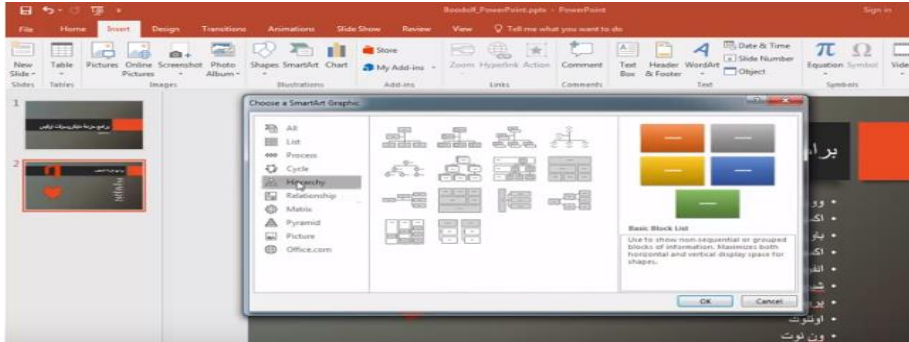 Boodolf_PowerPoint.pptx - PowerPoint
Sign in
File Home Insert Design Transitions Animations Slide Show Review View Tell me what you want to do
New Slide
Table
Pictures
Online Pictures
Screenshot
Photo Album
Shapes
SmartArt
Chart
Store
My Add-ins
Zoom
Hyperlink
Action
Comment
Text Box
Header & Footer
WordArt
Date & Time
Slide Number
Object
Equation
Symbol
Slides Tables Images Illustrations Add-ins Links Comments Text Symbols
1
2
Choose a SmartArt Graphic
All
List
Process
Cycle
Hierarchy
Relationship
Matrix
Pyramid
Picture
Office.com
Basic Block List
Use to show non-sequential or grouped
blocks of information. Maximizes both
horizontal and vertical display space for
shapes.
OK Cancel
اوتلوك
ون نوت